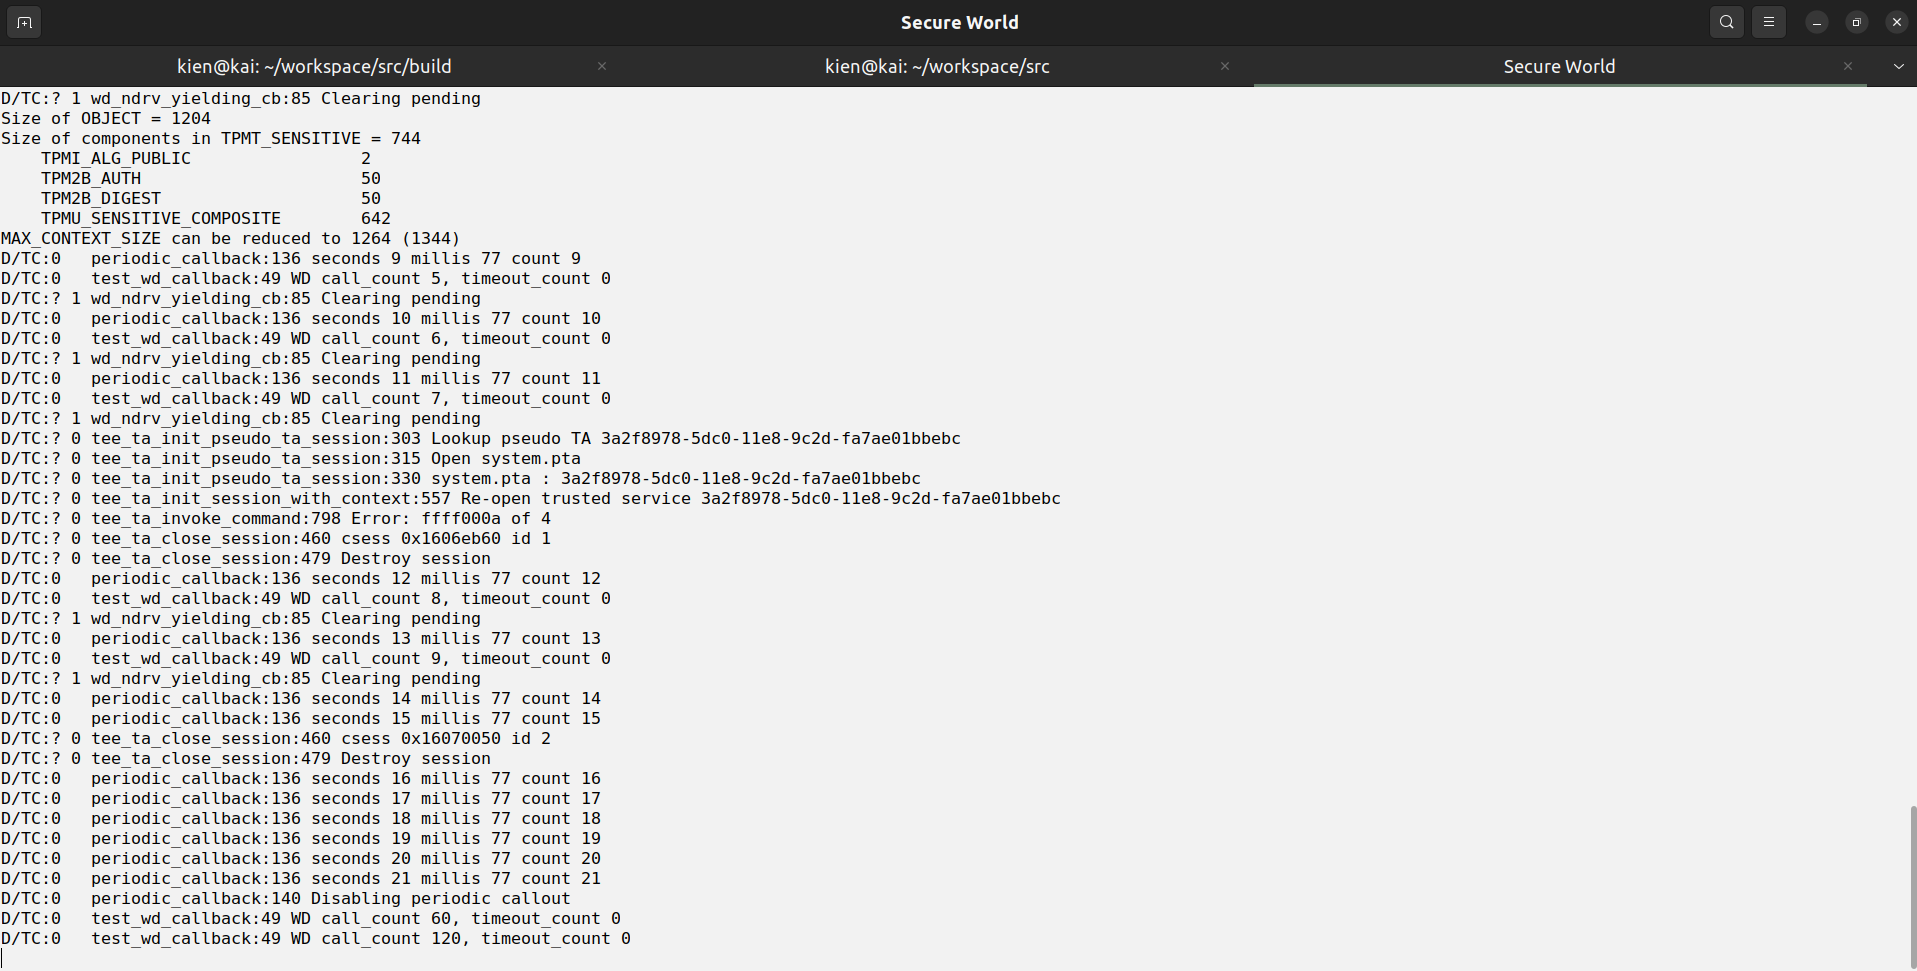 Secure World
kien@kai: ~/workspace/src/build
kien@kai: ~/workspace/src
Secure World
D/TC:? 1 wd_ndrv_yielding_cb:85 Clearing pending
Size of OBJECT = 1204
Size of components in TPMT_SENSITIVE = 744
    TPMI_ALG_PUBLIC                 2
    TPM2B_AUTH                      50
    TPM2B_DIGEST                    50
    TPMU_SENSITIVE_COMPOSITE        642
MAX_CONTEXT_SIZE can be reduced to 1264 (1344)
D/TC:0   periodic_callback:136 seconds 9 millis 77 count 9
D/TC:0   test_wd_callback:49 WD call_count 5, timeout_count 0
D/TC:? 1 wd_ndrv_yielding_cb:85 Clearing pending
D/TC:0   periodic_callback:136 seconds 10 millis 77 count 10
D/TC:0   test_wd_callback:49 WD call_count 6, timeout_count 0
D/TC:? 1 wd_ndrv_yielding_cb:85 Clearing pending
D/TC:0   periodic_callback:136 seconds 11 millis 77 count 11
D/TC:0   test_wd_callback:49 WD call_count 7, timeout_count 0
D/TC:? 1 wd_ndrv_yielding_cb:85 Clearing pending
D/TC:? 0 tee_ta_init_pseudo_ta_session:303 Lookup pseudo TA 3a2f8978-5dc0-11e8-9c2d-fa7ae01bbebc
D/TC:? 0 tee_ta_init_pseudo_ta_session:315 Open system.pta
D/TC:? 0 tee_ta_init_pseudo_ta_session:330 system.pta : 3a2f8978-5dc0-11e8-9c2d-fa7ae01bbebc
D/TC:? 0 tee_ta_init_session_with_context:557 Re-open trusted service 3a2f8978-5dc0-11e8-9c2d-fa7ae01bbebc
D/TC:? 0 tee_ta_invoke_command:798 Error: ffff000a of 4
D/TC:? 0 tee_ta_close_session:460 csess 0x1606eb60 id 1
D/TC:? 0 tee_ta_close_session:479 Destroy session
D/TC:0   periodic_callback:136 seconds 12 millis 77 count 12
D/TC:0   test_wd_callback:49 WD call_count 8, timeout_count 0
D/TC:? 1 wd_ndrv_yielding_cb:85 Clearing pending
D/TC:0   periodic_callback:136 seconds 13 millis 77 count 13
D/TC:0   test_wd_callback:49 WD call_count 9, timeout_count 0
D/TC:? 1 wd_ndrv_yielding_cb:85 Clearing pending
D/TC:0   periodic_callback:136 seconds 14 millis 77 count 14
D/TC:0   periodic_callback:136 seconds 15 millis 77 count 15
D/TC:? 0 tee_ta_close_session:460 csess 0x16070050 id 2
D/TC:? 0 tee_ta_close_session:479 Destroy session
D/TC:0   periodic_callback:136 seconds 16 millis 77 count 16
D/TC:0   periodic_callback:136 seconds 17 millis 77 count 17
D/TC:0   periodic_callback:136 seconds 18 millis 77 count 18
D/TC:0   periodic_callback:136 seconds 19 millis 77 count 19
D/TC:0   periodic_callback:136 seconds 20 millis 77 count 20
D/TC:0   periodic_callback:136 seconds 21 millis 77 count 21
D/TC:0   periodic_callback:140 Disabling periodic callout
D/TC:0   test_wd_callback:49 WD call_count 60, timeout_count 0
D/TC:0   test_wd_callback:49 WD call_count 120, timeout_count 0